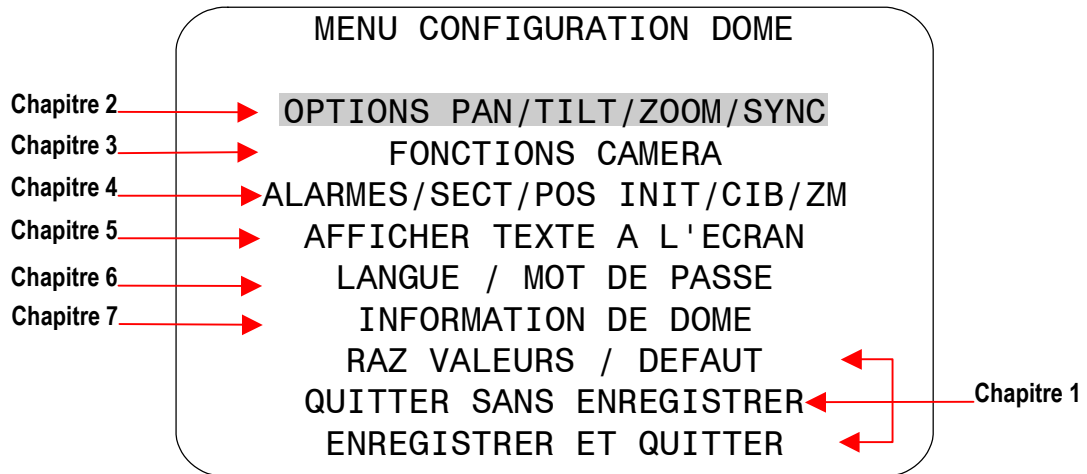 MENU CONFIGURATION DOME
Chapitre 2 OPTIONS PAN/TILT/ZOOM/SYNC
Chapitre 3 FONCTIONS CAMERA
Chapitre 4 ALARMES/SECT/POS INIT/CIB/ZM
Chapitre 5 AFFICHER TEXTE A L'ECRAN
Chapitre 6 LANGUE / MOT DE PASSE
Chapitre 7 INFORMATION DE DOME
RAZ VALEURS / DEFAUT
QUITTER SANS ENREGISTRER Chapitre 1
ENREGISTRER ET QUITTER